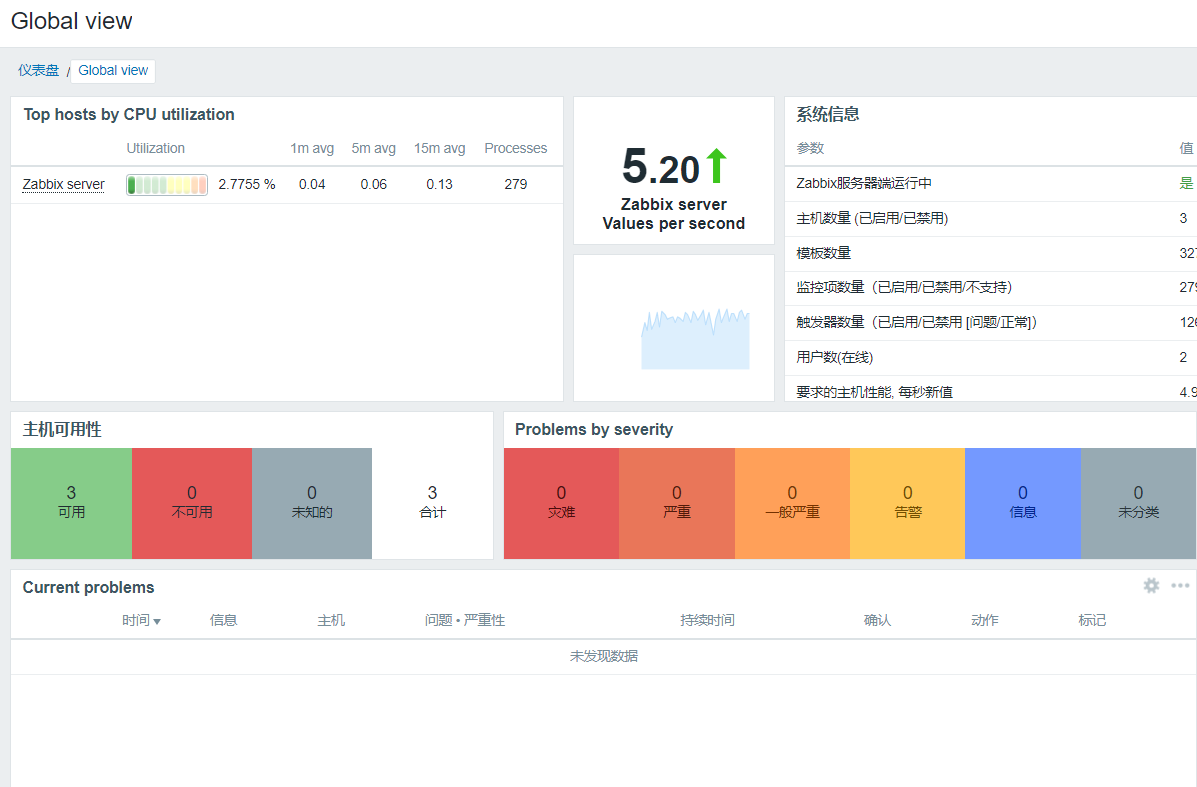 Global view
仪表盘 / Global view
Top hosts by CPU utilization
Utilization 1m avg 5m avg 15m avg Processes
Zabbix server 2.7755 % 0.04 0.06 0.13 279
5.20
Zabbix server
Values per second
系统信息
参数 值
Zabbix服务器端运行中 是
主机数量 (已启用/已禁用) 3
模板数量 327
监控项数量（已启用/已禁用/不支持） 279
触发器数量（已启用/已禁用 [问题/正常]） 126
用户数(在线) 2
要求的主机性能, 每秒新值 4.9
主机可用性
3 0 0 3
可用 不可用 未知的 合计
Problems by severity
0 0 0 0 0 0
灾难 严重 一般严重 告警 信息 未分类
Current problems
时间 信息 主机 问题 • 严重性 持续时间 确认 动作 标记
未发现数据